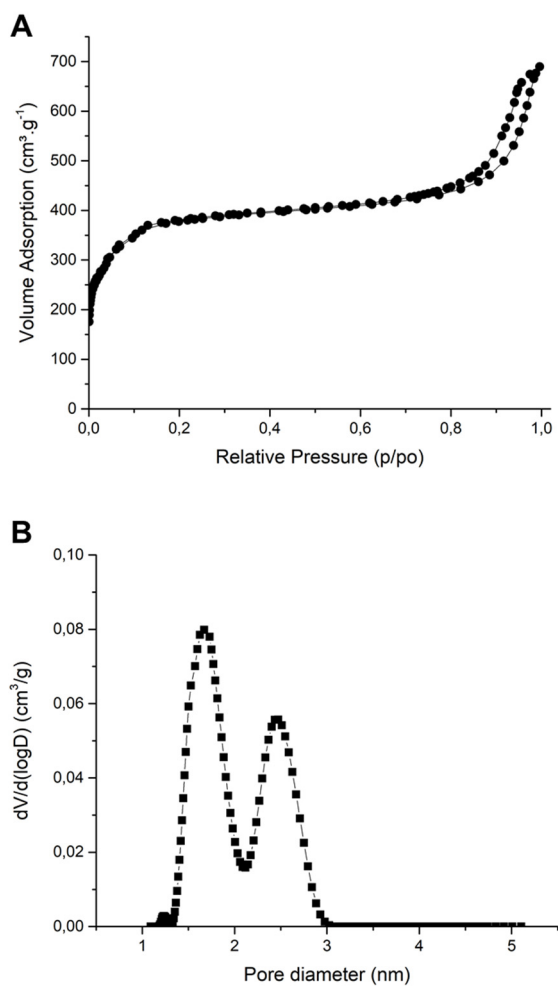 A
700
600
500
400
300
200
100
0
Volume Adsorption (cm³.g⁻¹)
0,0 0,2 0,4 0,6 0,8 1,0
Relative Pressure (p/po)
B
0,10
0,08
0,06
0,04
0,02
0,00
dV/d(logD) (cm³/g)
1 2 3 4 5
Pore diameter (nm)